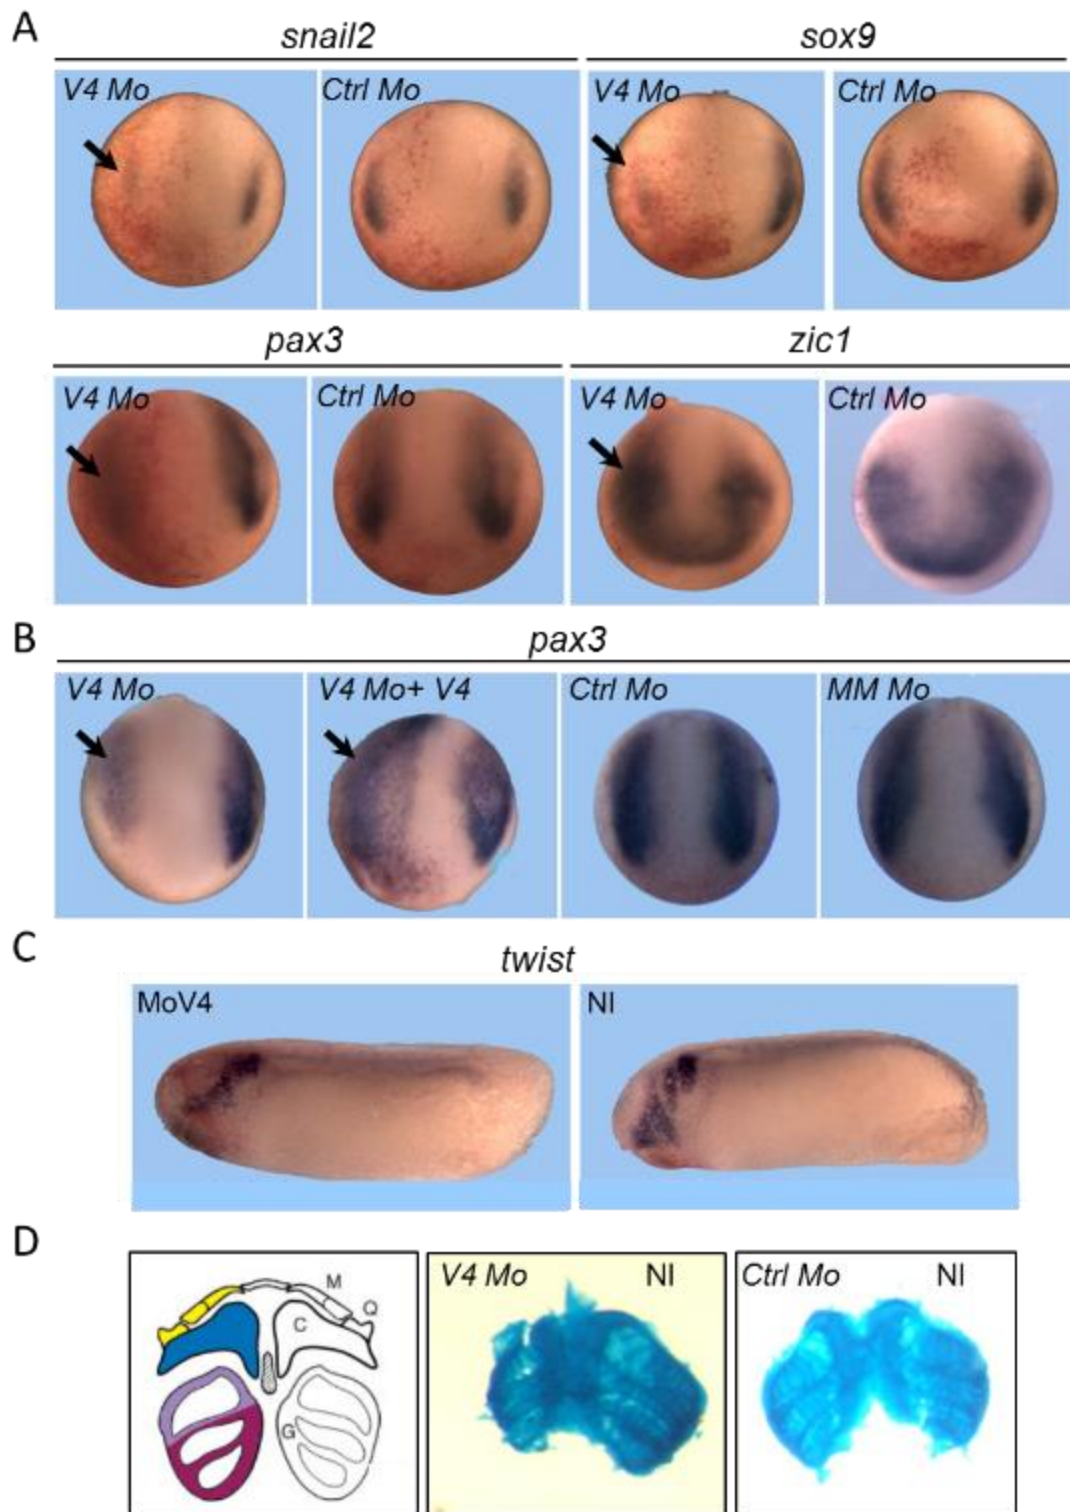 A
snail2
sox9
V4 Mo
Ctrl Mo
V4 Mo
Ctrl Mo
pax3
zic1
V4 Mo
Ctrl Mo
V4 Mo
Ctrl Mo
B
pax3
V4 Mo
V4 Mo+ V4
Ctrl Mo
MM Mo
C
twist
MoV4
NI
D
M
Q
C
G
V4 Mo
NI
Ctrl Mo
NI